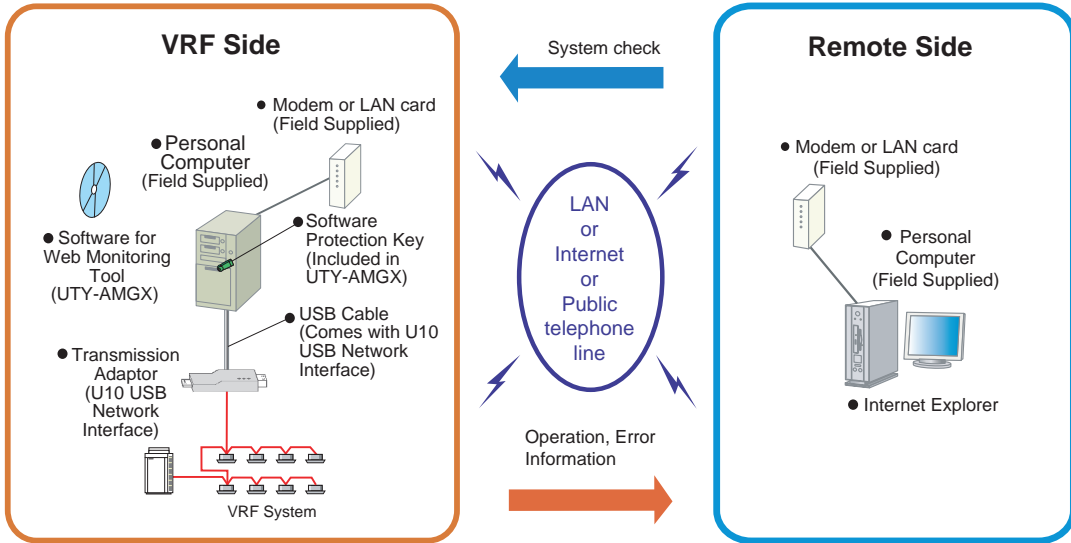 VRF Side
Modem or LAN card
(Field Supplied)
Personal
Computer
(Field Supplied)
Software for
Web Monitoring
Tool
(UTY-AMGX)
Software
Protection Key
(Included in
UTY-AMGX)
USB Cable
(Comes with U10
USB Network
Interface)
Transmission
Adaptor
(U10 USB
Network
Interface)
VRF System
System check
LAN
or
Internet
or
Public
telephone
line
Operation, Error
Information
Remote Side
Modem or LAN card
(Field Supplied)
Personal
Computer
(Field Supplied)
Internet Explorer